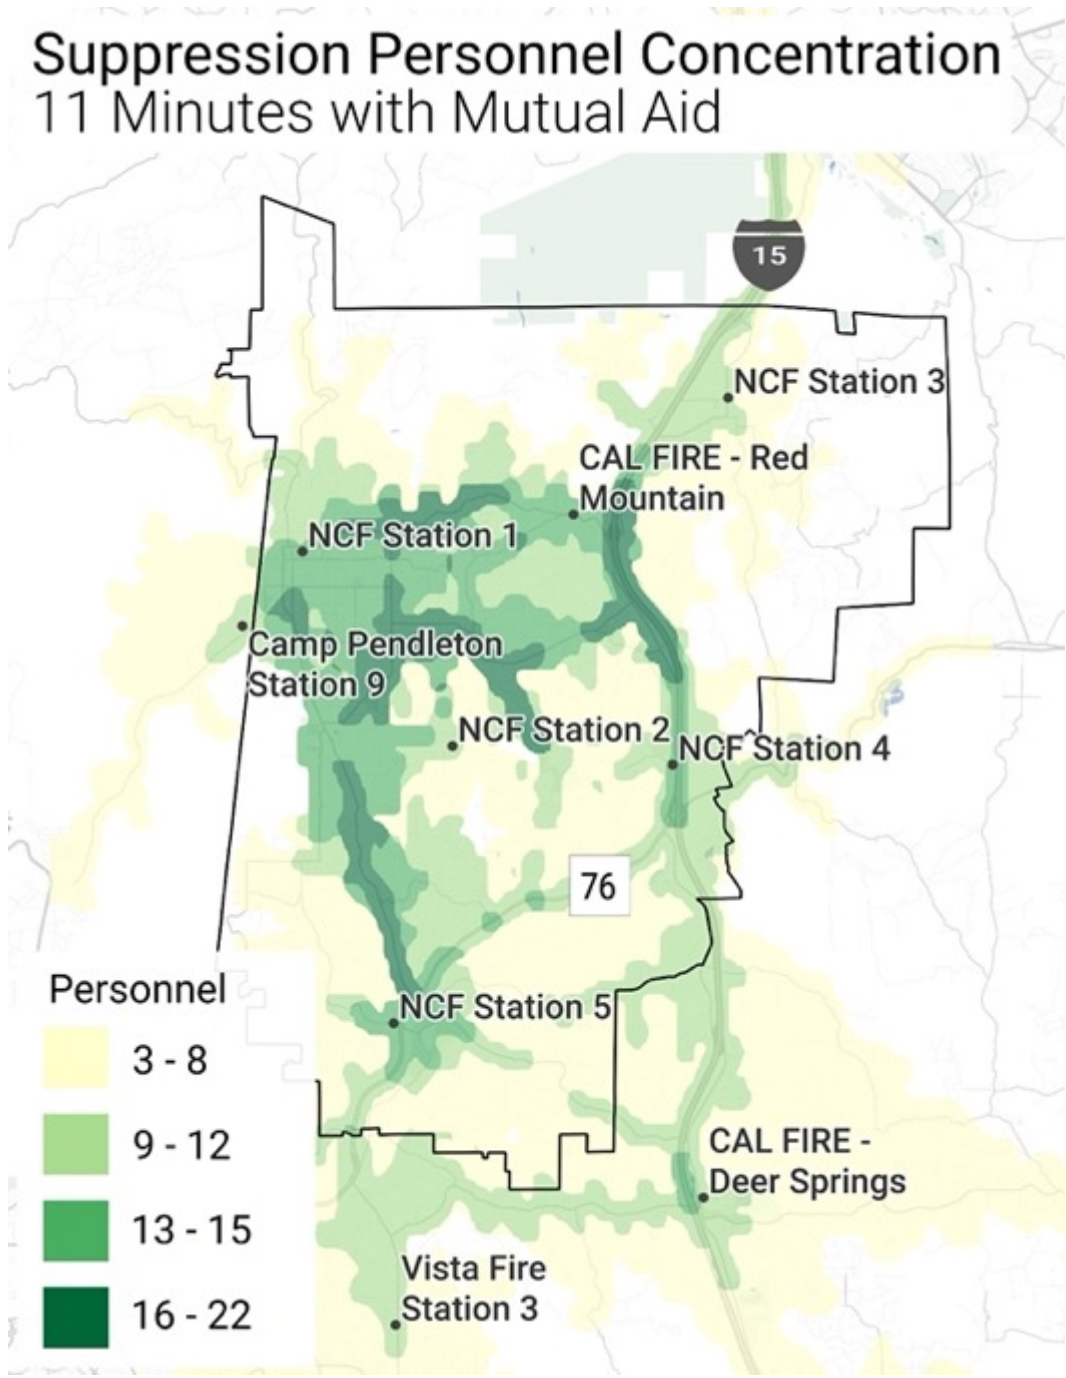 Suppression Personnel Concentration
11 Minutes with Mutual Aid
15
NCF Station 3
CAL FIRE - Red
Mountain
NCF Station 1
Camp Pendleton
Station 9
NCF Station 2
NCF Station 4
76
Personnel
NCF Station 5
3 - 8
9 - 12
13 - 15
16 - 22
CAL FIRE -
Deer Springs
Vista Fire
Station 3